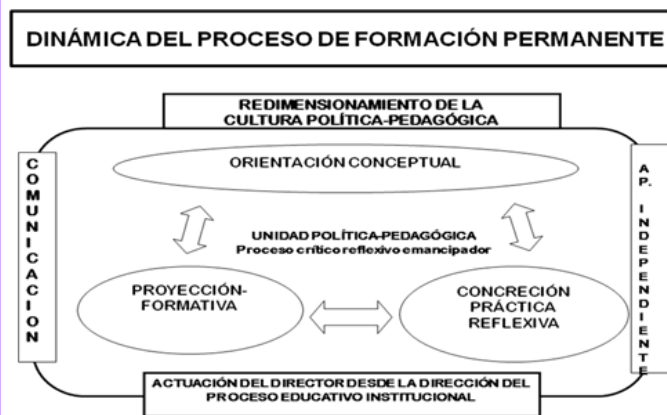 DINÁMICA DEL PROCESO DE FORMACIÓN PERMANENTE
REDIMENSIONAMIENTO DE LA
CULTURA POLÍTICA-PEDAGÓGICA
COMUNICACION
ORIENTACIÓN CONCEPTUAL
AP. INDEPENDIENTE
UNIDAD POLÍTICA-PEDAGÓGICA
Proceso crítico reflexivo emancipador
PROYECCIÓN-
FORMATIVA
CONCRECIÓN
PRÁCTICA
REFLEXIVA
ACTUACIÓN DEL DIRECTOR DESDE LA DIRECCIÓN DEL
PROCESO EDUCATIVO INSTITUCIONAL